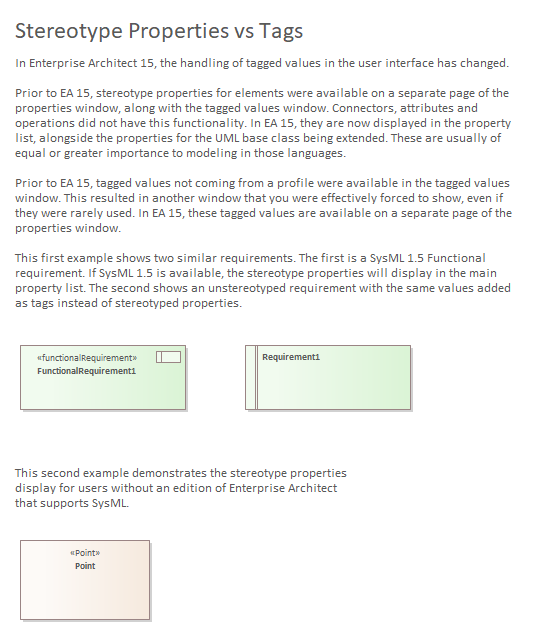 Stereotype Properties vs Tags
In Enterprise Architect 15, the handling of tagged values in the user interface has changed.
Prior to EA 15, stereotype properties for elements were available on a separate page of the
properties window, along with the tagged values window. Connectors, attributes and
operations did not have this functionality. In EA 15, they are now displayed in the property
list, alongside the properties for the UML base class being extended. These are usually of
equal or greater importance to modeling in those languages.
Prior to EA 15, tagged values not coming from a profile were available in the tagged values
window. This resulted in another window that you were effectively forced to show, even if
they were rarely used. In EA 15, these tagged values are available on a separate page of the
properties window.
This first example shows two similar requirements. The first is a SysML 1.5 Functional
requirement. If SysML 1.5 is available, the stereotype properties will display in the main
property list. The second shows an unstereotyped requirement with the same values added
as tags instead of stereotyped properties.
«functionalRequirement»
FunctionalRequirement1
Requirement1
This second example demonstrates the stereotype properties
display for users without an edition of Enterprise Architect
that supports SysML.
«Point»
Point